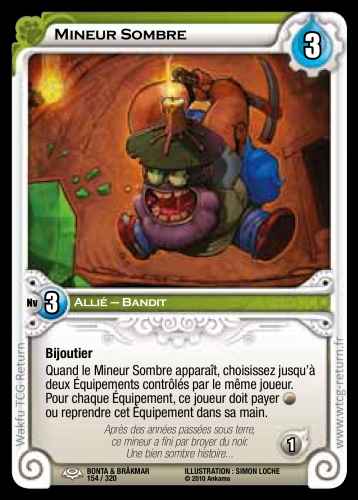 Mineur Sombre
3
Nv 3 Allié – Bandit
Bijoutier
Quand le Mineur Sombre apparaît, choisissez jusqu'à
deux Équipements contrôlés par le même joueur.
Pour chaque Équipement, ce joueur doit payer
ou reprendre cet Équipement dans sa main.
Après des années passées sous terre,
ce mineur a fini par broyer du noir.
Une bien sombre histoire...
1
BONTA & BRÂKMAR
154 / 320
ILLUSTRATION : SIMON LOCHE
© 2010 Ankama
Wakfu TCG Return
www.wtcg-return.fr